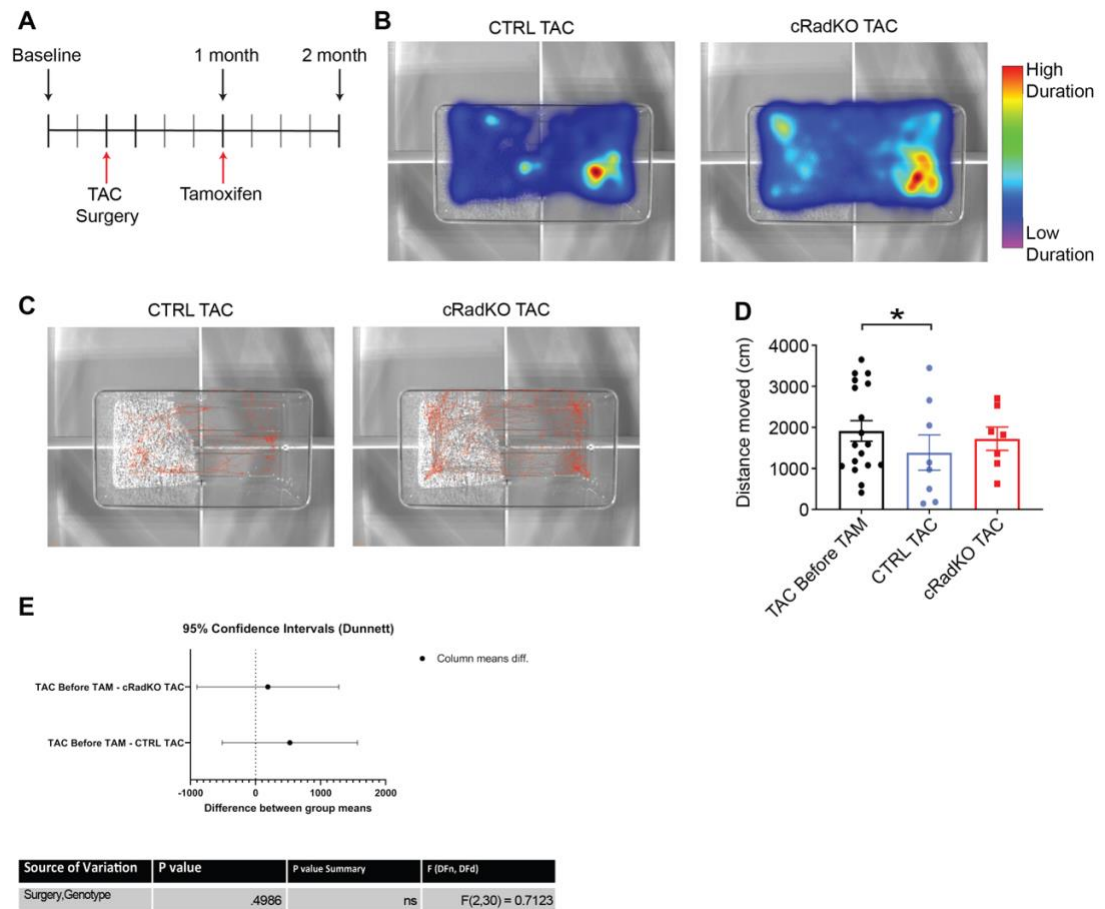 A
Baseline
1 month
2 month
TAC
Surgery
Tamoxifen
B
CTRL TAC
cRadKO TAC
High
Duration
Low
Duration
C
CTRL TAC
cRadKO TAC
D
*
Distance moved (cm)
4000
3000
2000
1000
0
TAC Before TAM
CTRL TAC
cRadKO TAC
E
95% Confidence Intervals (Dunnett)
Column means diff.
TAC Before TAM - cRadKO TAC
TAC Before TAM - CTRL TAC
-1000 0 1000 2000
Difference between group means
Source of Variation P value P value Summary F (DFn, DFd)
Surgery,Genotype .4986 ns F(2,30) = 0.7123